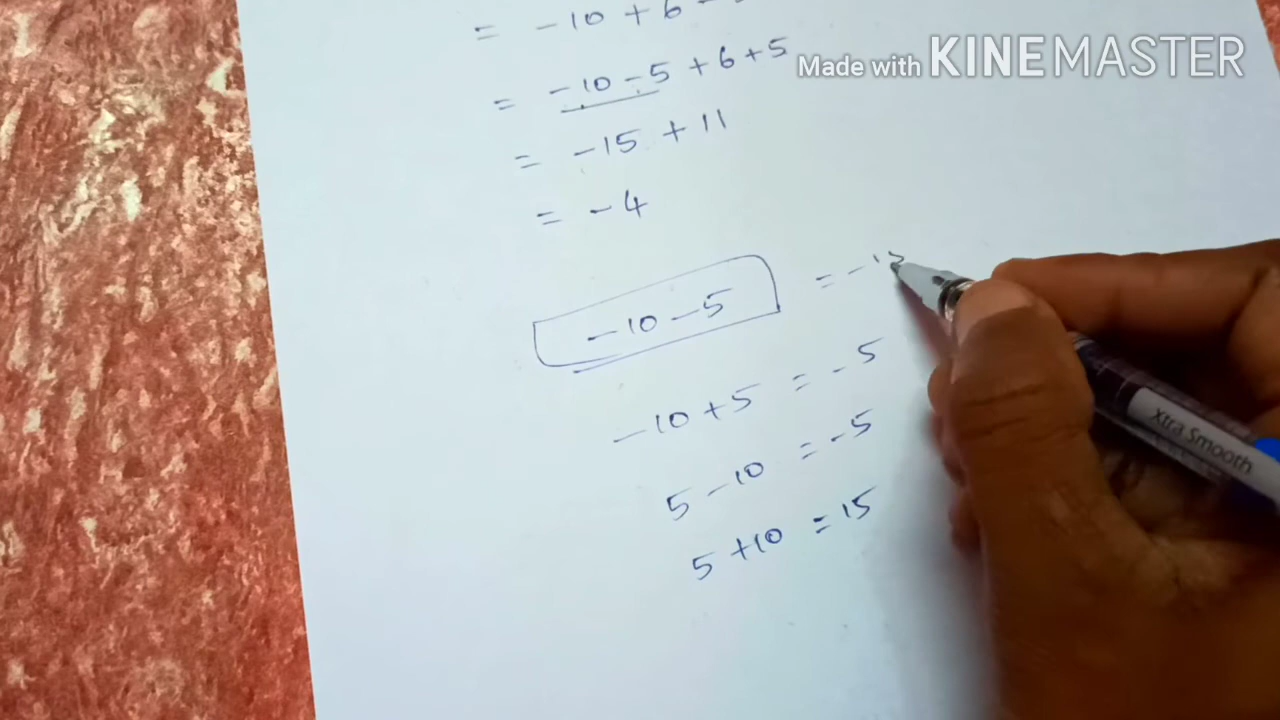 = -10 + 6 -
Made with KINEMASTER
= -10 - 5 + 6 + 5
= -15 + 11
= -4
-10 - 5 = -15
-10 + 5 = -5
5 - 10 = -5
5 + 10 = 15
Xtra Smooth